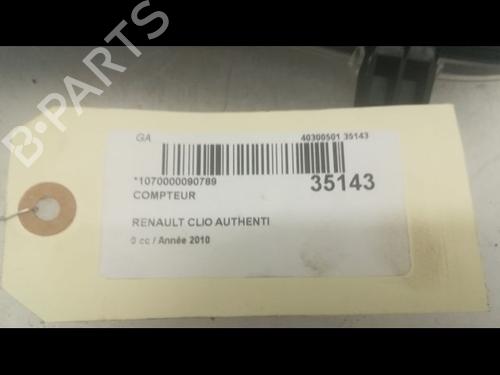 B-PARTS
GA 40300501 35143
*1070000090789 35143
COMPTEUR
RENAULT CLIO AUTHENTI
0 cc / Année 2010